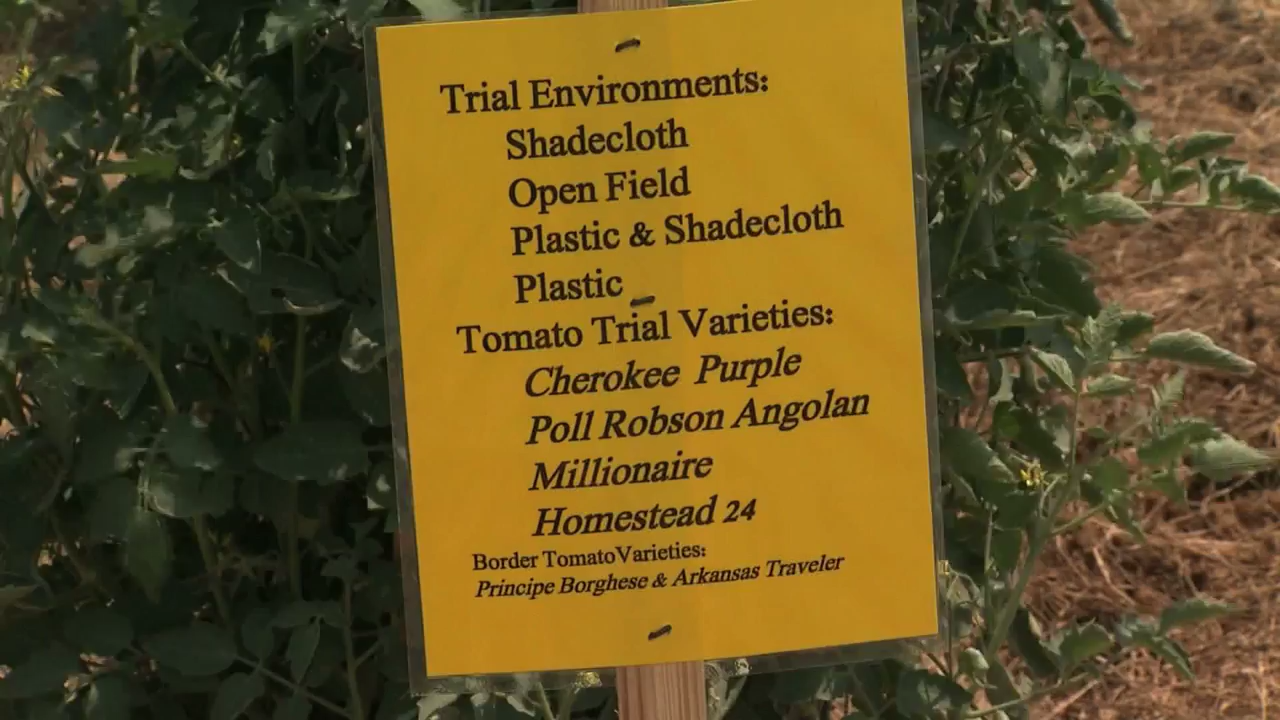 Trial Environments:
Shadecloth
Open Field
Plastic & Shadecloth
Plastic
Tomato Trial Varieties:
Cherokee Purple
Poll Robson Angolan
Millionaire
Homestead 24
Border TomatoVarieties:
Principe Borghese & Arkansas Traveler